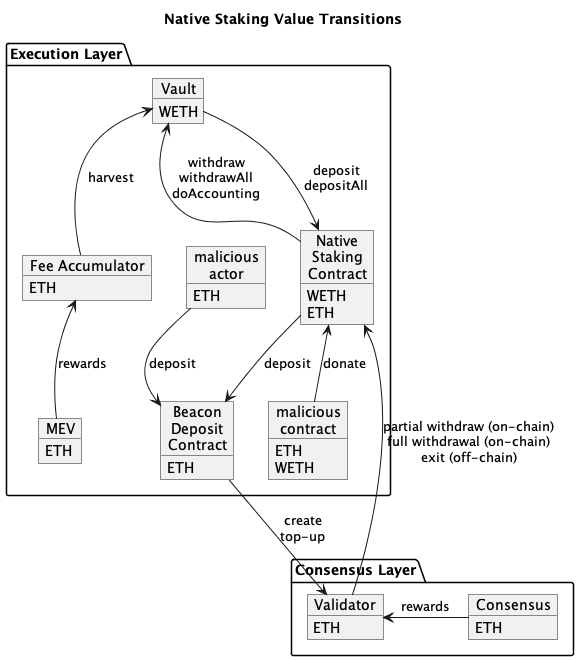 Native Staking Value Transitions
Execution Layer
Vault
WETH
withdraw
withdrawAll
doAccounting
deposit
depositAll
harvest
Native
Staking
Contract
WETH
ETH
malicious
actor
ETH
Fee Accumulator
ETH
rewards
deposit
deposit
donate
MEV
ETH
Beacon
Deposit
Contract
ETH
malicious
contract
ETH
WETH
partial withdraw (on-chain)
full withdrawal (on-chain)
exit (off-chain)
create
top-up
Consensus Layer
Validator
ETH
rewards
Consensus
ETH